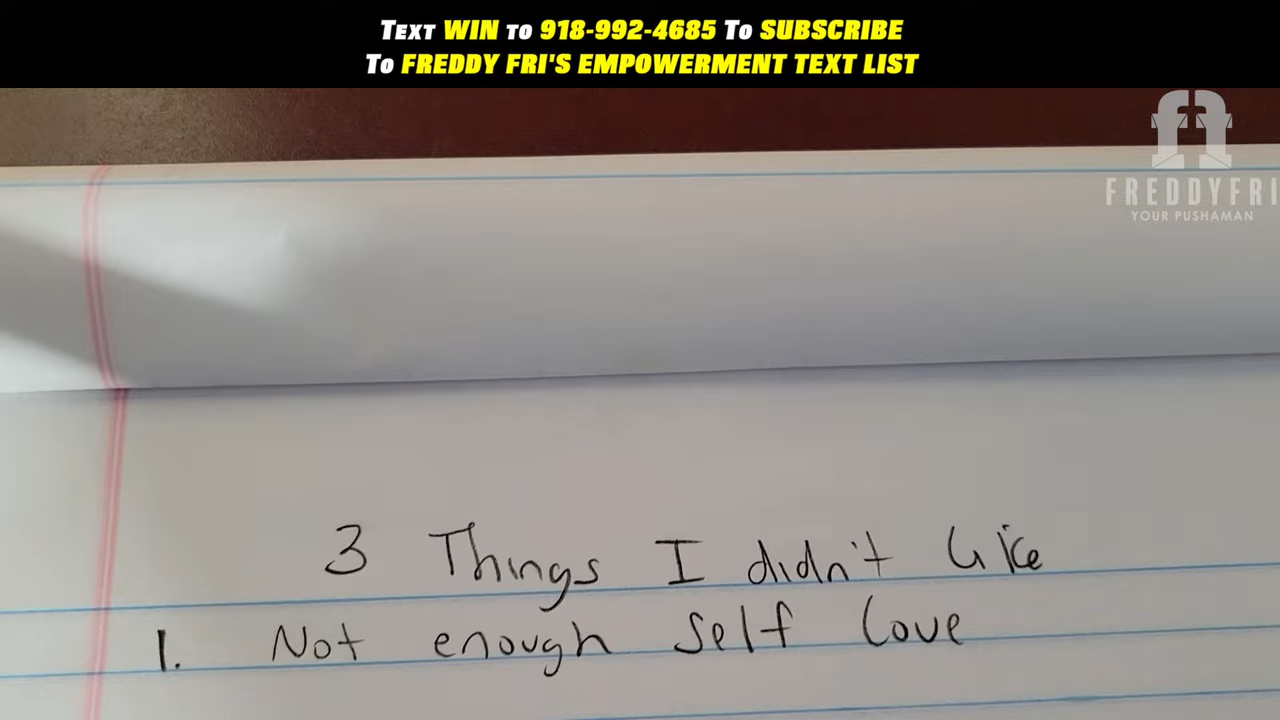 TEXT WIN TO 918-992-4685 TO SUBSCRIBE
TO FREDDY FRI'S EMPOWERMENT TEXT LIST
FREDDYFRI
YOUR PUSHAMAN
3 Things I didn't Like
1. Not enough Self Love